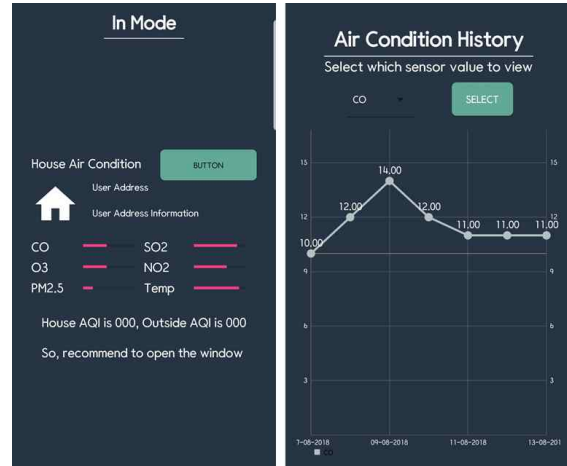 In Mode
House Air Condition
BUTTON
User Address
User Address Information
CO
SO2
O3
NO2
PM2.5
Temp
House AQI is 000, Outside AQI is 000
So, recommend to open the window
Air Condition History
Select which sensor value to view
CO
SELECT
15
15
14.00
12.00
12.00
12
12
11.00 11.00 11.00
10.00
9
9
6
6
3
3
7-08-2018 09-08-2018 11-08-2018 13-08-201
CO